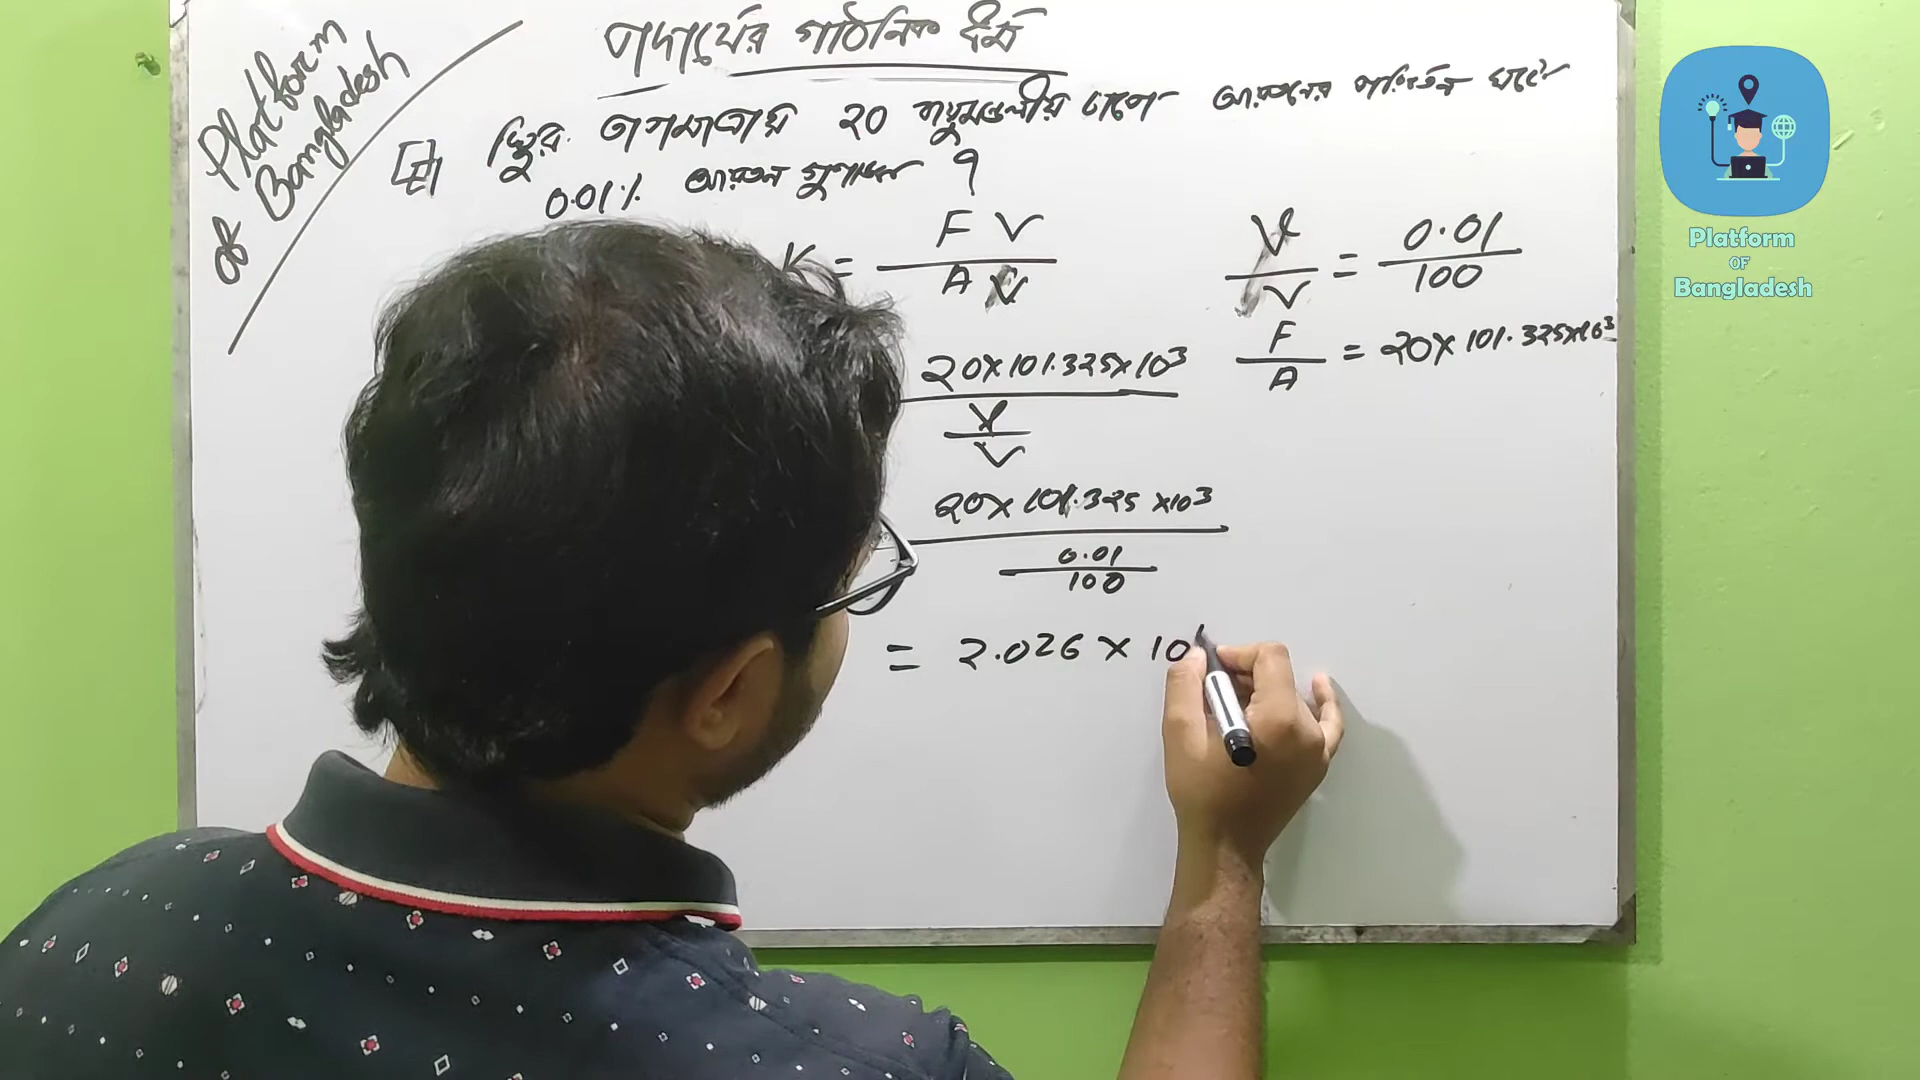 Platform
of Bangladesh
পদার্থের গাঠনিক ধর্ম
স্থির তাপমাত্রায় 20 বায়ুমণ্ডলীয় চাপে আয়তনের পরিবর্তন ঘটে
0.01% আয়তন গুণাঙ্ক ?
K = F V / A v
v / V = 0.01 / 100
F / A = 20 × 101.325 × 10³
20 × 101.325 × 10³
v / V
20 × 101.325 × 10³
0.01 / 100
= 2.026 × 10
Platform
OF
Bangladesh